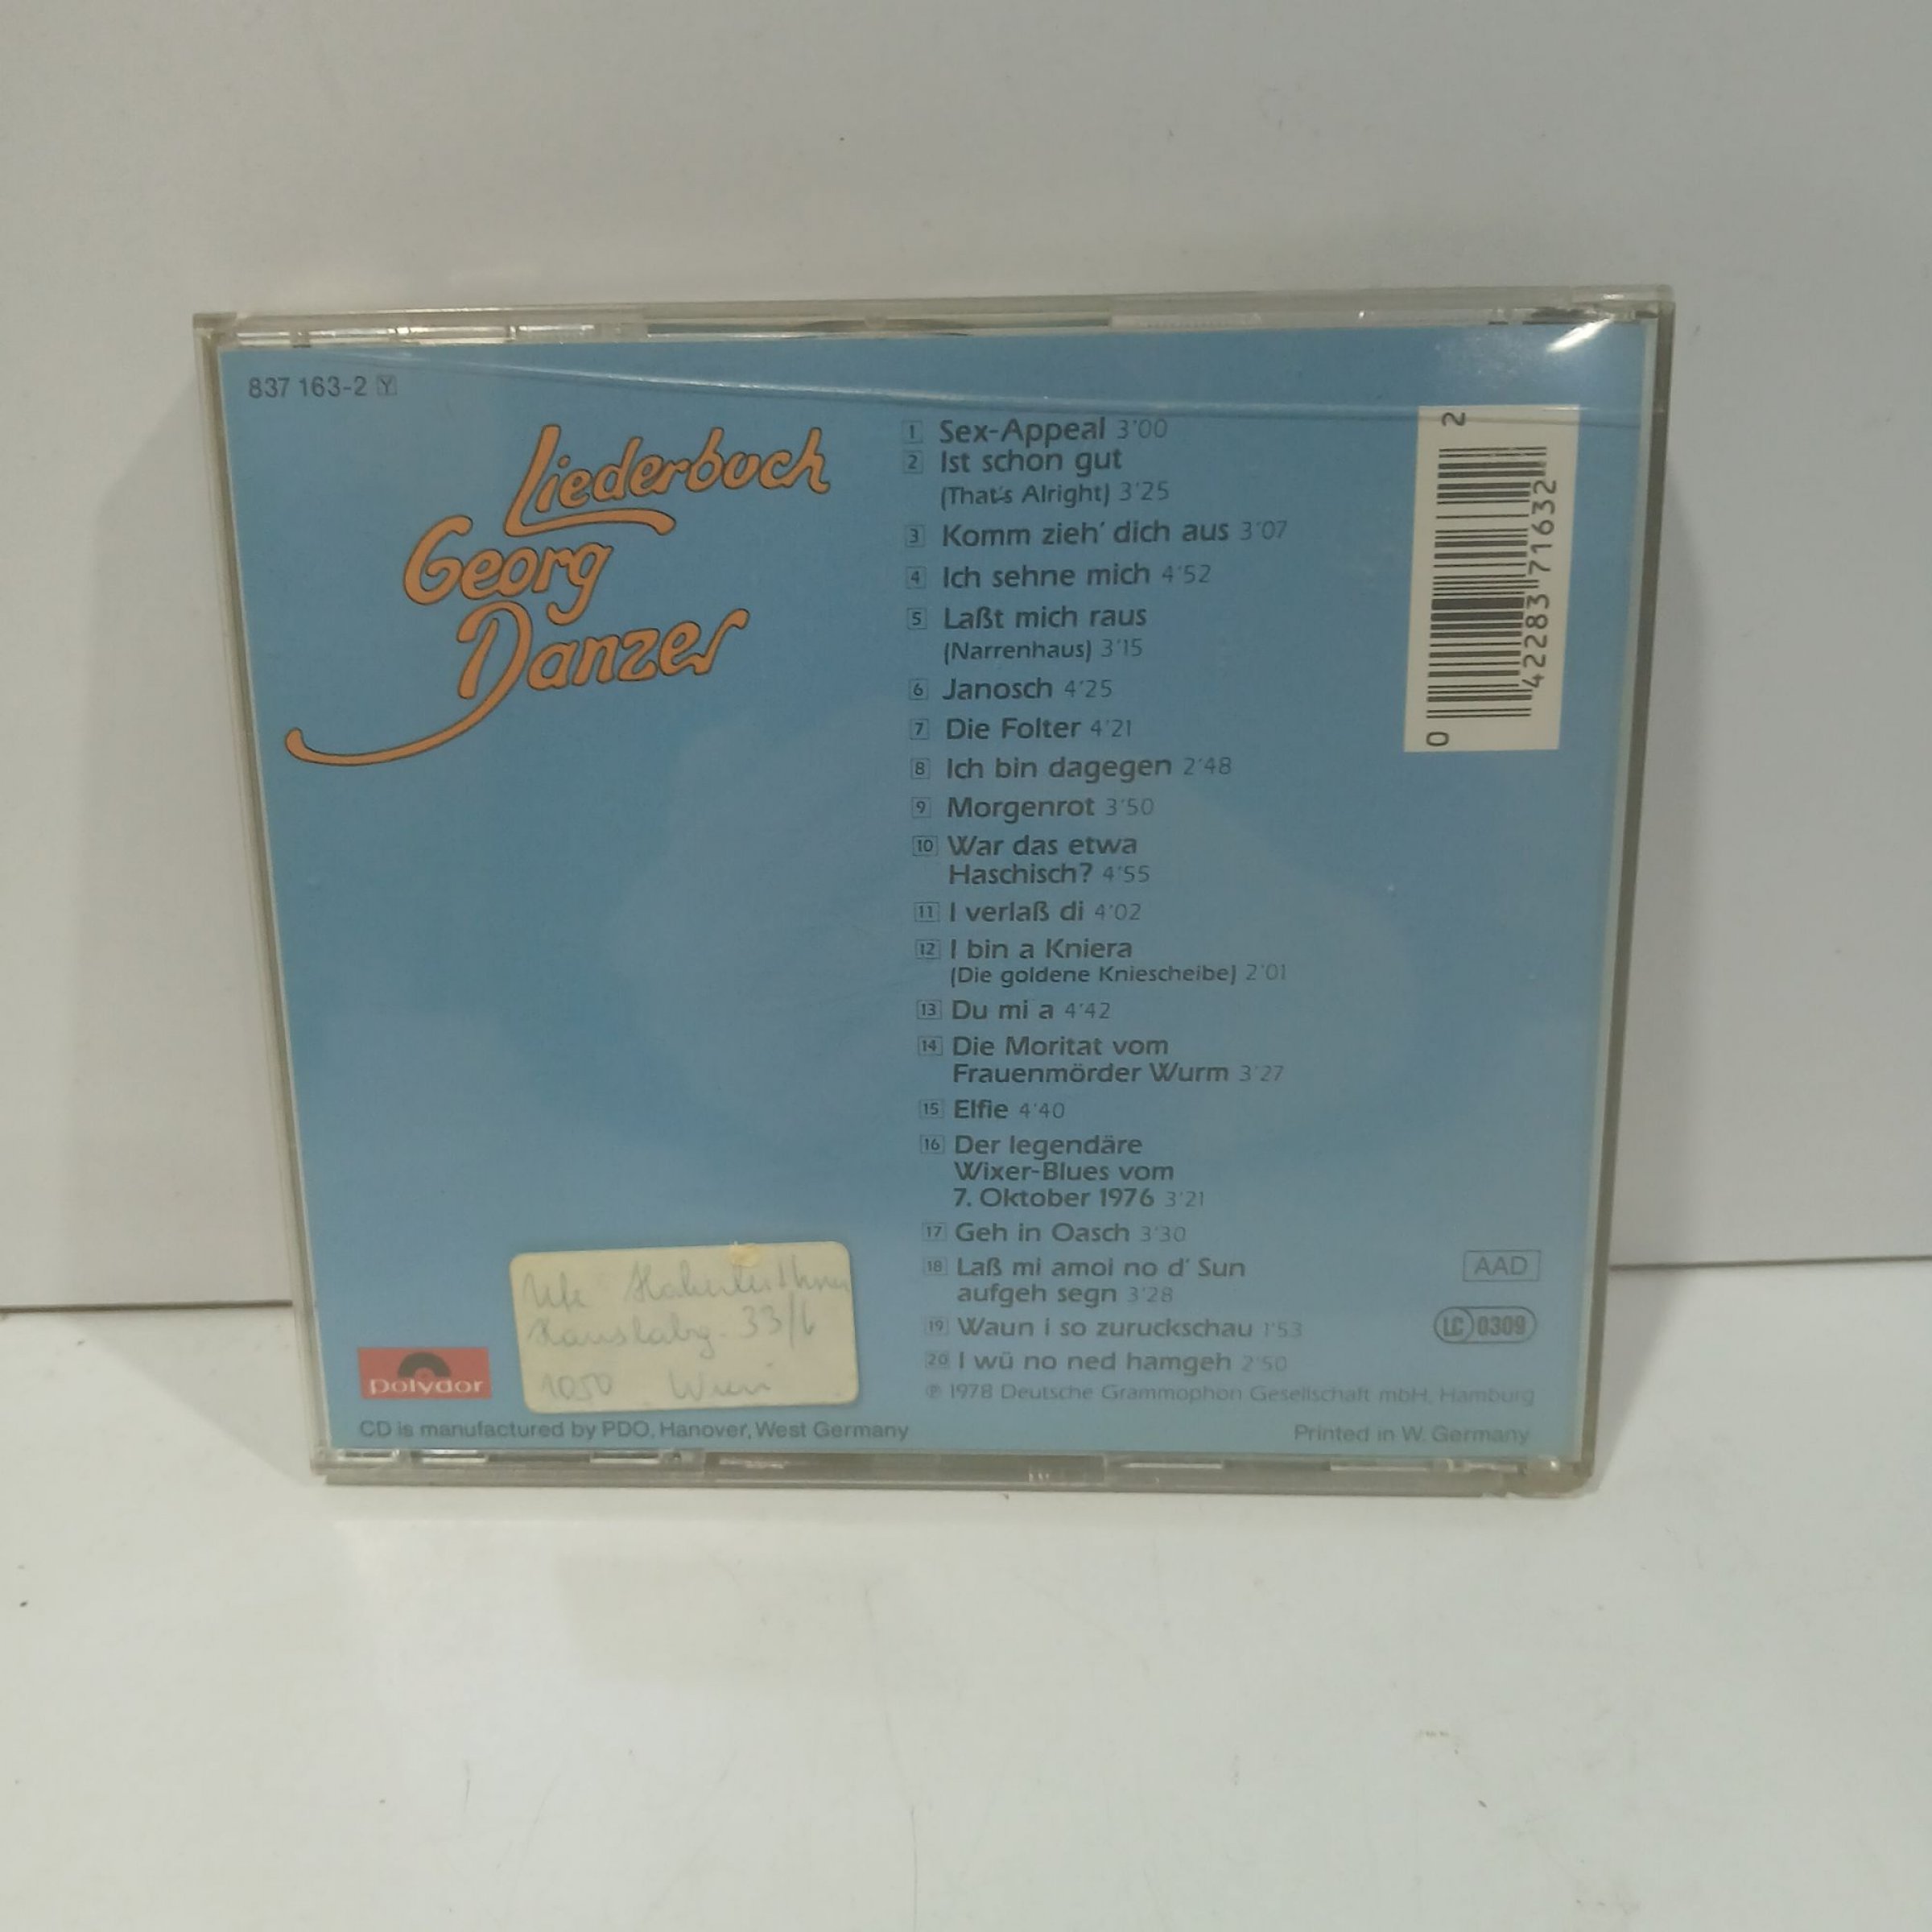 837 163-2 Y
Liederbuch
Georg
Danzer
1 Sex-Appeal 3'00
2 Ist schon gut
(That's Alright) 3'25
3 Komm zieh' dich aus 3'07
4 Ich sehne mich 4'52
5 Laßt mich raus
(Narrenhaus) 3'15
6 Janosch 4'25
7 Die Folter 4'21
8 Ich bin dagegen 2'48
9 Morgenrot 3'50
10 War das etwa
Haschisch? 4'55
11 I verlaß di 4'02
12 I bin a Kniera
(Die goldene Kniescheibe) 2'01
13 Du mi a 4'42
14 Die Moritat vom
Frauenmörder Wurm 3'27
15 Elfie 4'40
16 Der legendäre
Wixer-Blues vom
7. Oktober 1976 3'21
17 Geh in Oasch 3'30
18 Laß mi amol no d' Sun
aufgeh segn 3'28
19 Waun i so zuruckschau 1'53
20 I wü no ned hamgeh 2'50
℗ 1978 Deutsche Grammophon Gesellschaft mbH, Hamburg
0 42283 71632 2
AAD
LC 0309
33/6
1050 Wien
polydor
CD is manufactured by PDO, Hanover, West Germany
Printed in W. Germany